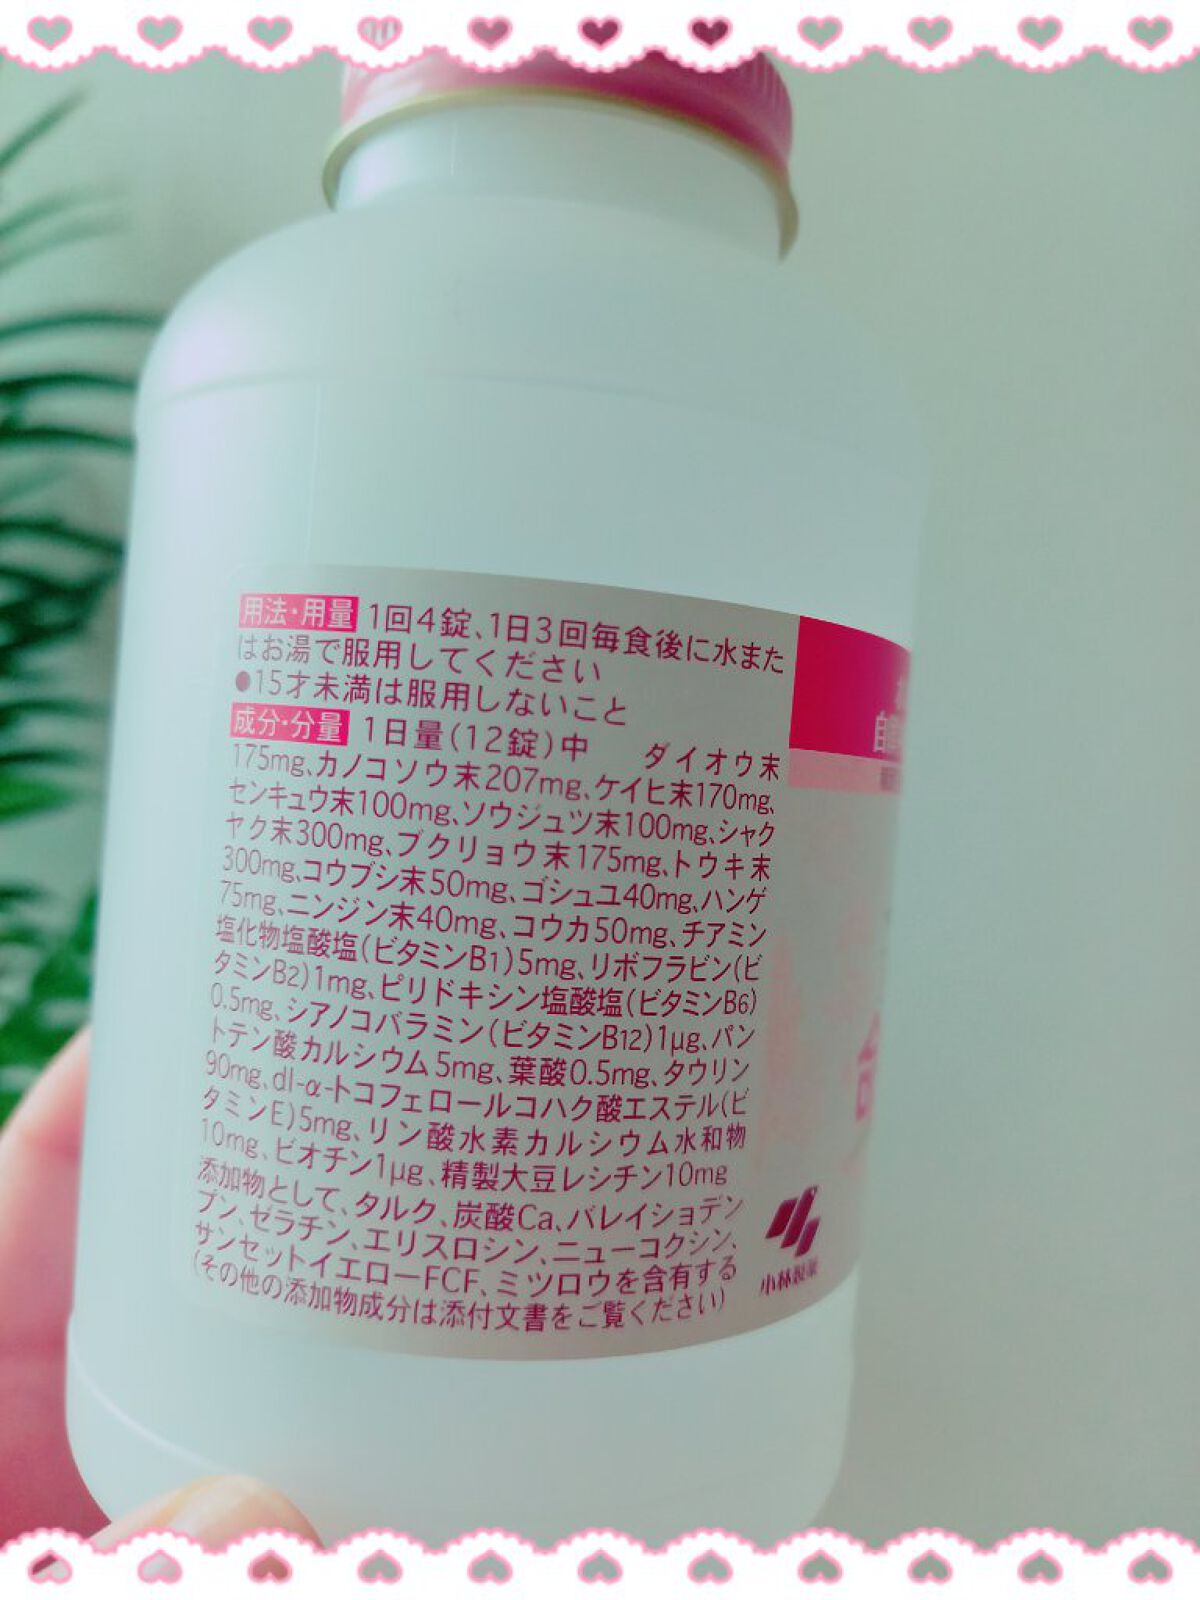 用法・用量 1回4錠、1日3回毎食後に水また
はお湯で服用してください
●15才未満は服用しないこと
成分・分量 1日量(12錠)中 ダイオウ末
175mg、カノコソウ末207mg、ケイヒ末170mg、
センキュウ末100mg、ソウジュツ末100mg、シャク
ヤク末300mg、ブクリョウ末175mg、トウキ末
300mg、コウブシ末50mg、ゴシュユ40mg、ハンゲ
75mg、ニンジン末40mg、コウカ50mg、チアミン
塩化物塩酸塩(ビタミンB1)5mg、リボフラビン(ビ
タミンB2)1mg、ピリドキシン塩酸塩(ビタミンB6)
0.5mg、シアノコバラミン(ビタミンB12)1μg、パン
トテン酸カルシウム5mg、葉酸0.5mg、タウリン
90mg、dl-α-トコフェロールコハク酸エステル(ビ
タミンE)5mg、リン酸水素カルシウム水和物
10mg、ビオチン1μg、精製大豆レシチン10mg
添加物として、タルク、炭酸Ca、バレイショデン
プン、ゼラチン、エリスロシン、ニューコクシン、
サンセットイエローFCF、ミツロウを含有する
(その他の添加物成分は添付文書をご覧ください)
小林製薬